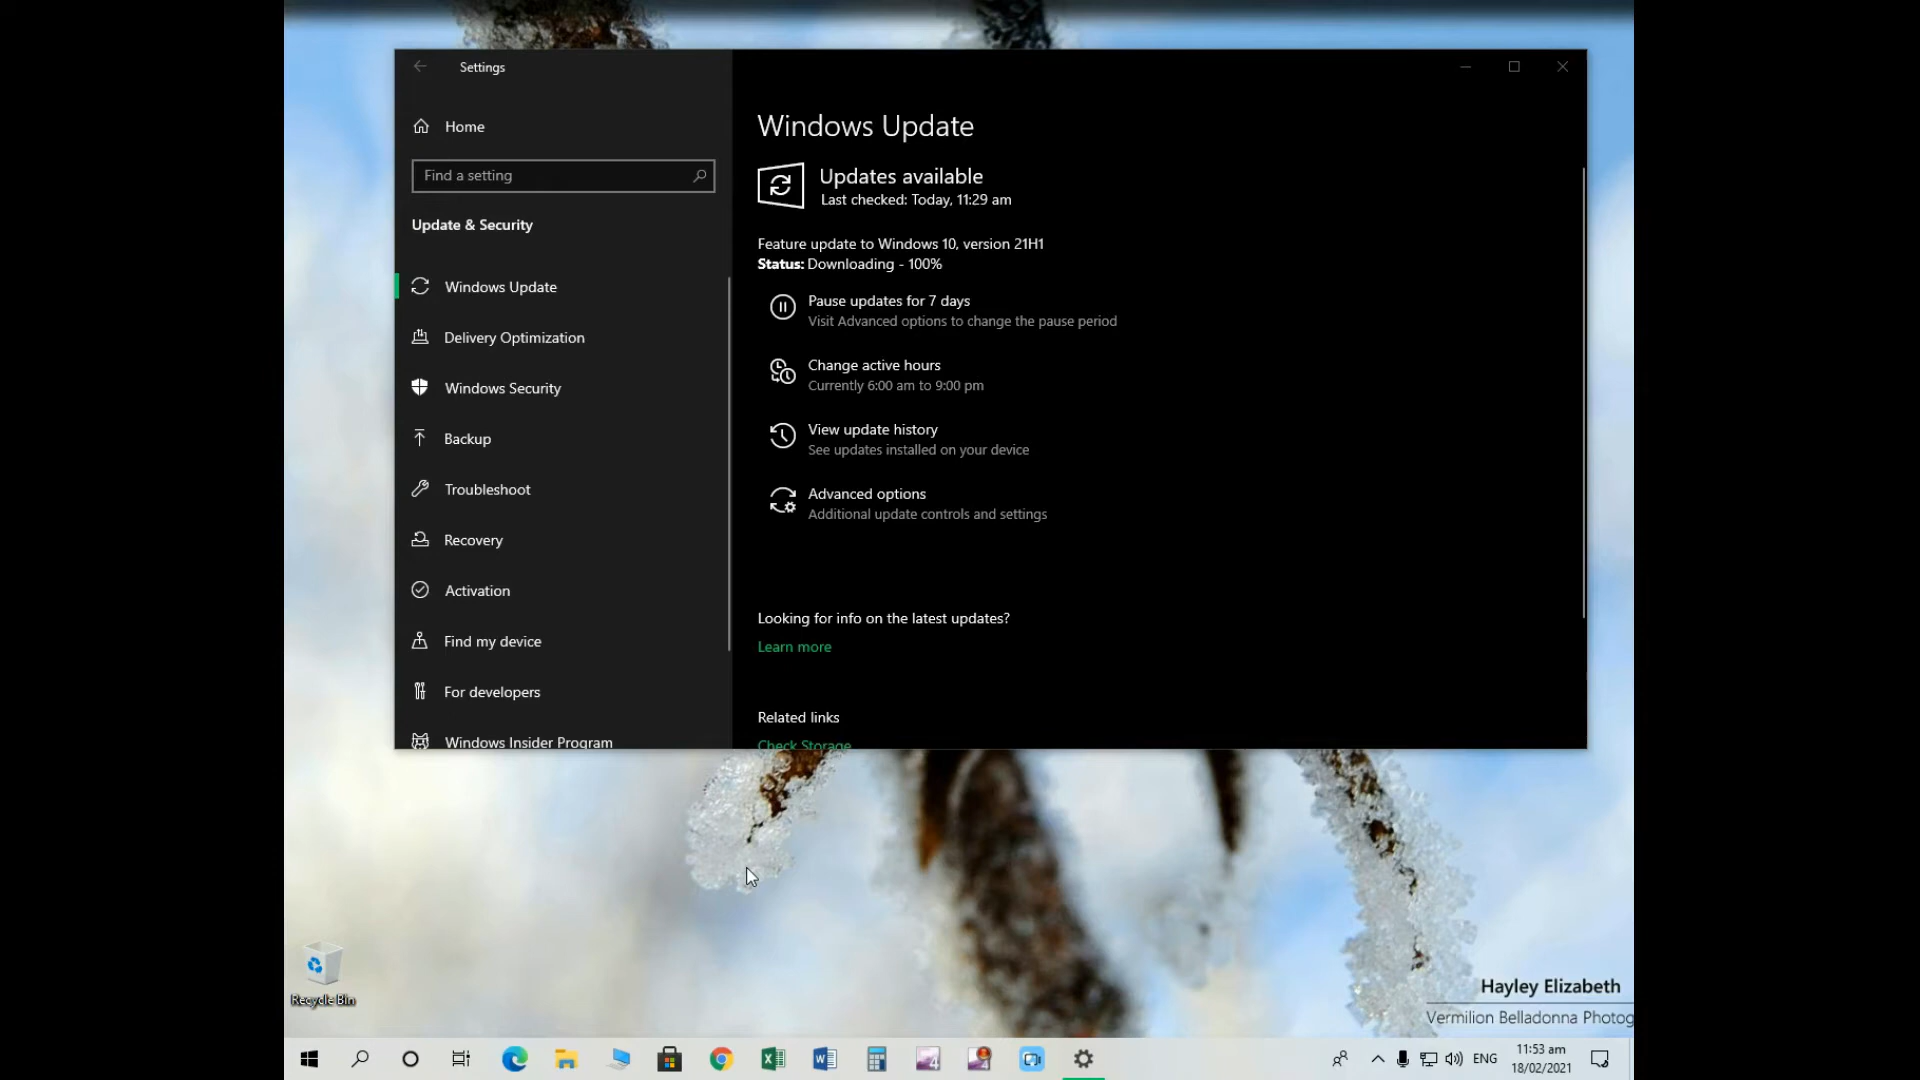 Settings
Home
Find a setting
Update & Security
Windows Update
Delivery Optimization
Windows Security
Backup
Troubleshoot
Recovery
Activation
Find my device
For developers
Windows Insider Program
Windows Update
Updates available
Last checked: Today, 11:29 am
Feature update to Windows 10, version 21H1
Status: Downloading - 100%
Pause updates for 7 days
Visit Advanced options to change the pause period
Change active hours
Currently 6:00 am to 9:00 pm
View update history
See updates installed on your device
Advanced options
Additional update controls and settings
Looking for info on the latest updates?
Learn more
Related links
Check Storage
Recycle Bin
Hayley Elizabeth
Vermilion Belladonna Photog
ENG
11:53 am
18/02/2021